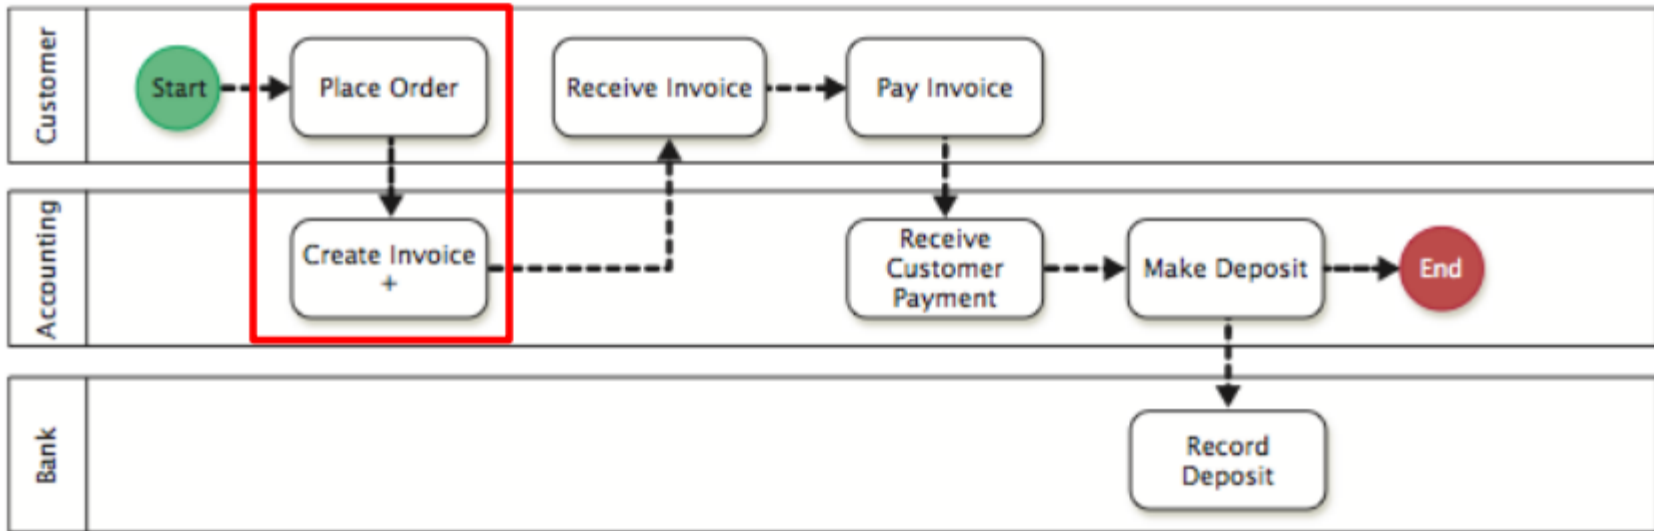 Customer
Start
Place Order
Receive Invoice
Pay Invoice
Accounting
Create Invoice
+
Receive
Customer
Payment
Make Deposit
End
Bank
Record
Deposit